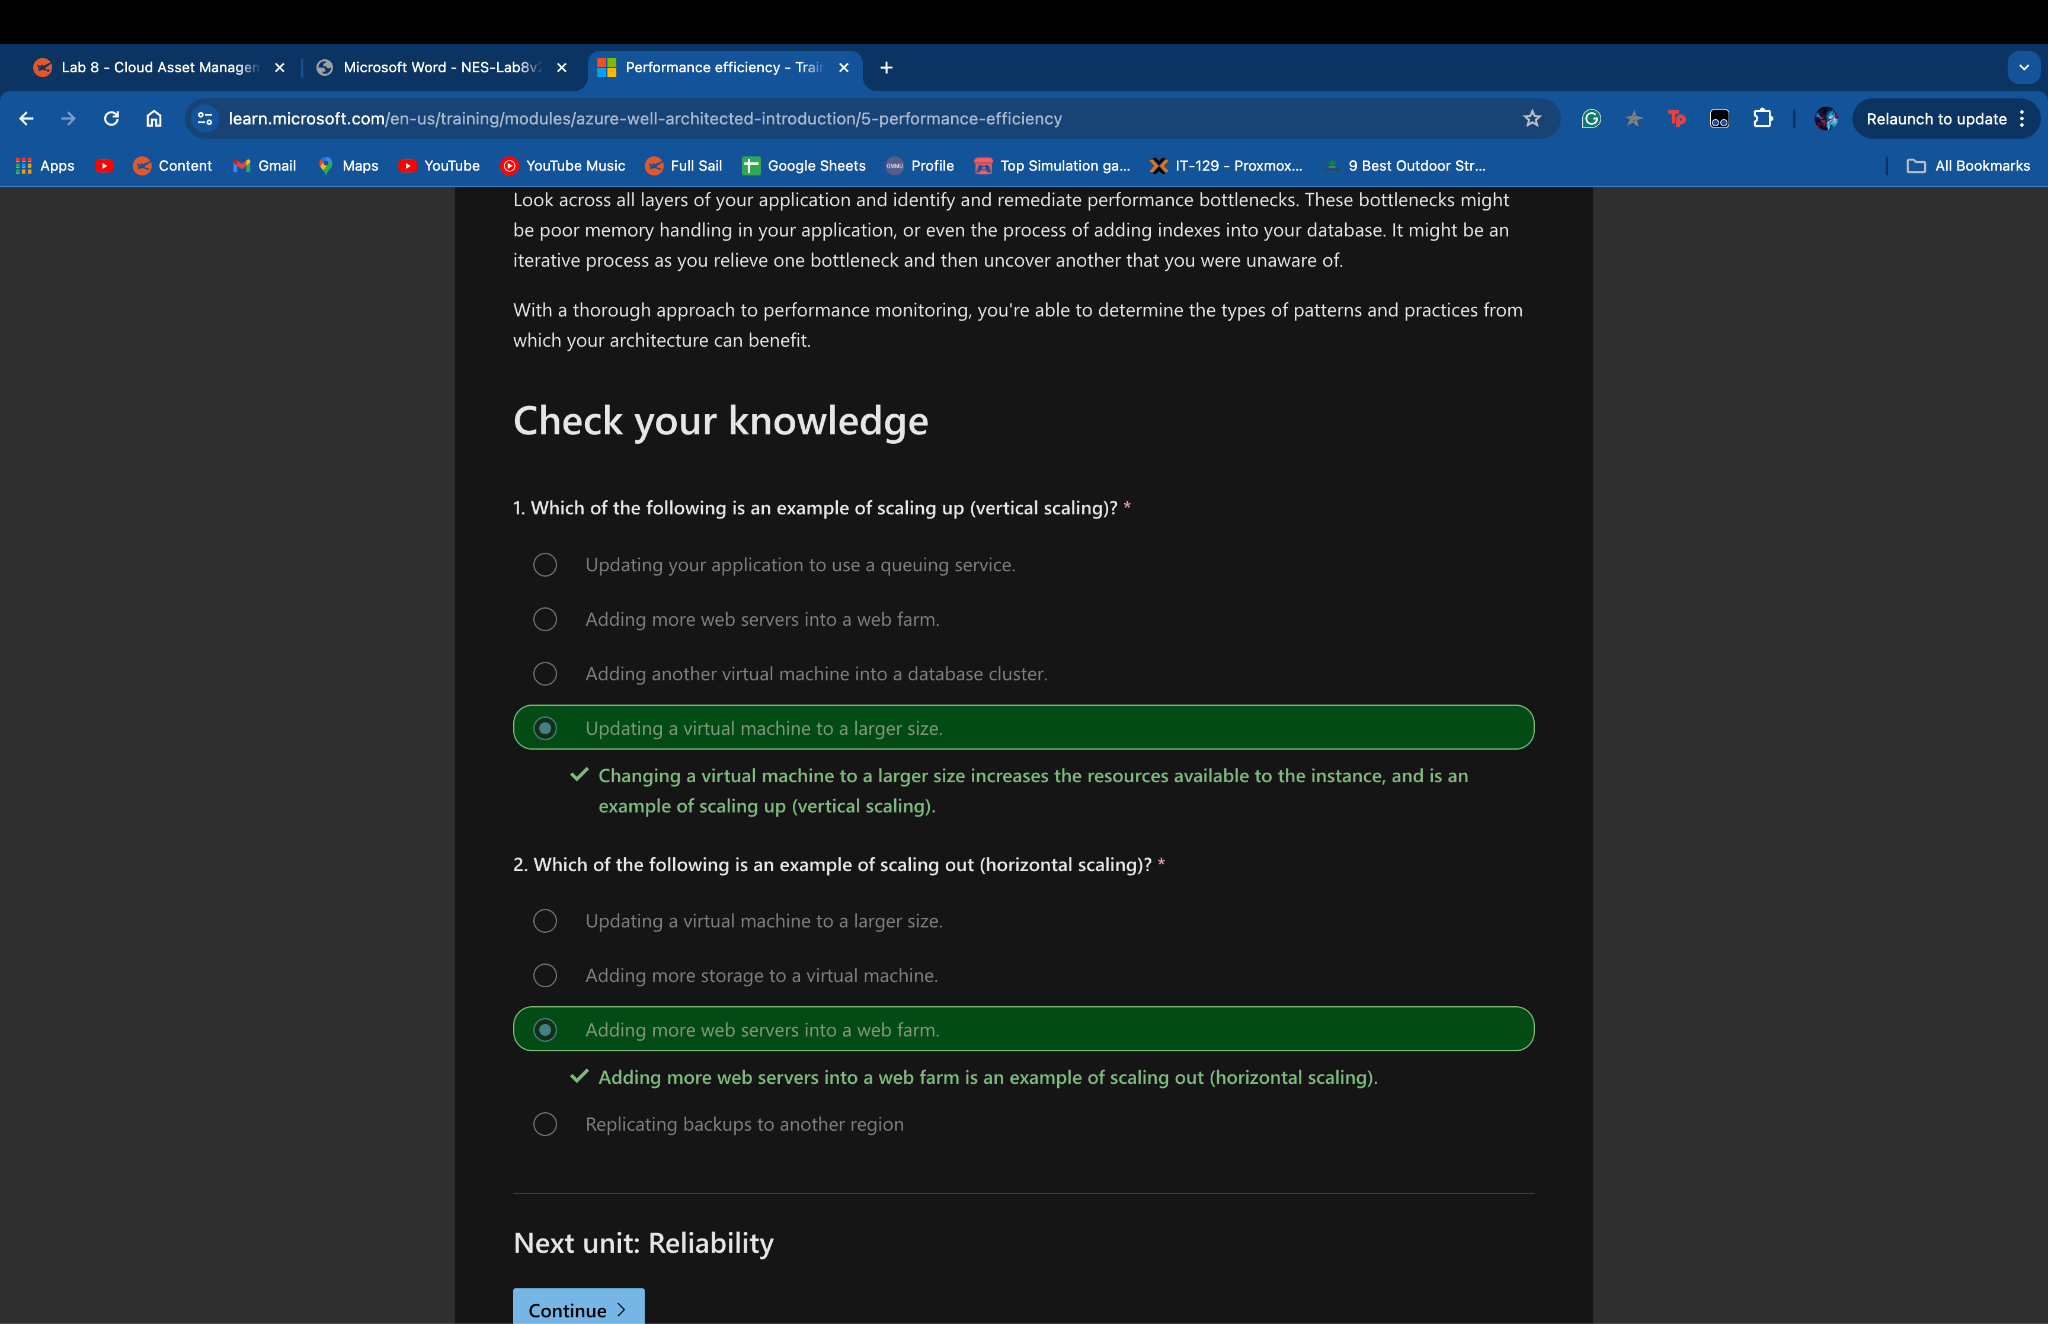 Lab 8 - Cloud Asset Managen
Microsoft Word - NES-Lab8v
Performance efficiency - Trai
learn.microsoft.com/en-us/training/modules/azure-well-architected-introduction/5-performance-efficiency
Tp
Relaunch to update
Apps
Content
Gmail
Maps
YouTube
YouTube Music
Full Sail
Google Sheets
Profile
Top Simulation ga...
IT-129 - Proxmox...
9 Best Outdoor Str...
All Bookmarks
Look across all layers of your application and identify and remediate performance bottlenecks. These bottlenecks might
be poor memory handling in your application, or even the process of adding indexes into your database. It might be an
iterative process as you relieve one bottleneck and then uncover another that you were unaware of.
With a thorough approach to performance monitoring, you're able to determine the types of patterns and practices from
which your architecture can benefit.
Check your knowledge
1. Which of the following is an example of scaling up (vertical scaling)? *
Updating your application to use a queuing service.
Adding more web servers into a web farm.
Adding another virtual machine into a database cluster.
Updating a virtual machine to a larger size.
Changing a virtual machine to a larger size increases the resources available to the instance, and is an
example of scaling up (vertical scaling).
2. Which of the following is an example of scaling out (horizontal scaling)? *
Updating a virtual machine to a larger size.
Adding more storage to a virtual machine.
Adding more web servers into a web farm.
Adding more web servers into a web farm is an example of scaling out (horizontal scaling).
Replicating backups to another region
Next unit: Reliability
Continue